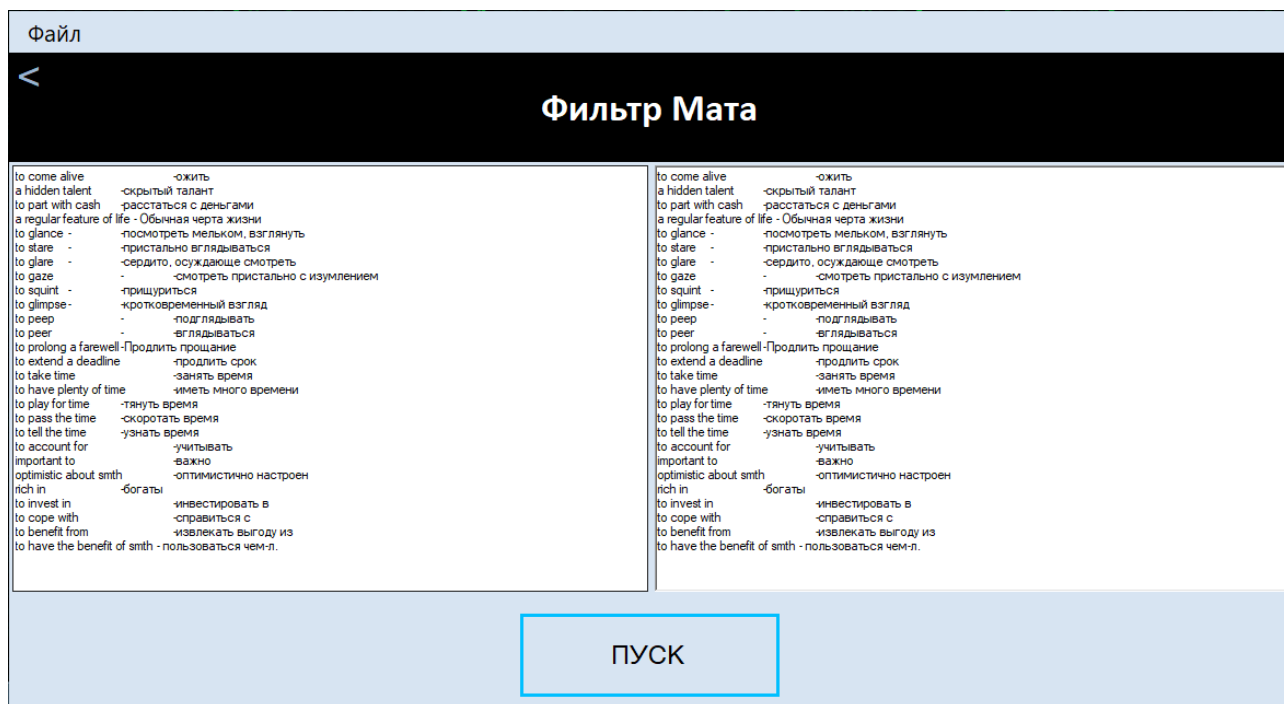 Файл
<
Фильтр Мата
to come alive -ожить
a hidden talent -скрытый талант
to part with cash -расстаться с деньгами
a regular feature of life - Обычная черта жизни
to glance - -посмотреть мельком, взглянуть
to stare - -пристально вглядываться
to glare - -сердито, осуждающе смотреть
to gaze - -смотреть пристально с изумлением
to squint - -прищуриться
to glimpse - -кротковременный взгляд
to peep - -подглядывать
to peer - -вглядываться
to prolong a farewell -Продлить прощание
to extend a deadline -продлить срок
to take time -занять время
to have plenty of time -иметь много времени
to play for time -тянуть время
to pass the time -скоротать время
to tell the time -узнать время
to account for -учитывать
important to -важно
optimistic about smth -оптимистично настроен
rich in -богаты
to invest in -инвестировать в
to cope with -справиться с
to benefit from -извлекать выгоду из
to have the benefit of smth - пользоваться чем-л.
to come alive -ожить
a hidden talent -скрытый талант
to part with cash -расстаться с деньгами
a regular feature of life - Обычная черта жизни
to glance - -посмотреть мельком, взглянуть
to stare - -пристально вглядываться
to glare - -сердито, осуждающе смотреть
to gaze - -смотреть пристально с изумлением
to squint - -прищуриться
to glimpse - -кротковременный взгляд
to peep - -подглядывать
to peer - -вглядываться
to prolong a farewell -Продлить прощание
to extend a deadline -продлить срок
to take time -занять время
to have plenty of time -иметь много времени
to play for time -тянуть время
to pass the time -скоротать время
to tell the time -узнать время
to account for -учитывать
important to -важно
optimistic about smth -оптимистично настроен
rich in -богаты
to invest in -инвестировать в
to cope with -справиться с
to benefit from -извлекать выгоду из
to have the benefit of smth - пользоваться чем-л.
ПУСК